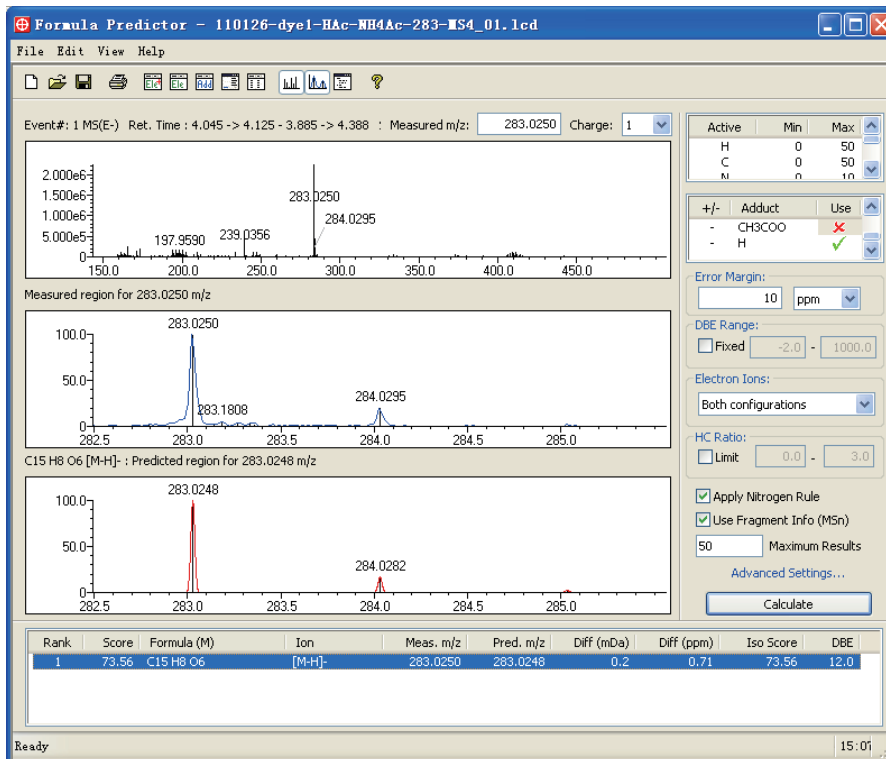 Formula Predictor - 110126-dye1-HAc-NH4Ac-283-MS4_01.lcd
File Edit View Help
Event#: 1 MS(E-) Ret. Time : 4.045 -> 4.125 - 3.885 -> 4.388 : Measured m/z: 283.0250 Charge: 1
2.000e6
1.500e6
1.000e6
5.000e5
0
283.0250
284.0295
197.9590
239.0356
150.0 200.0 250.0 300.0 350.0 400.0 450.0
Measured region for 283.0250 m/z
100.0
50.0
0
283.0250
283.1808
284.0295
282.5 283.0 283.5 284.0 284.5 285.0
C15 H8 O6 [M-H]- : Predicted region for 283.0248 m/z
100.0
50.0
0
283.0248
284.0282
282.5 283.0 283.5 284.0 284.5 285.0
Active Min Max
H 0 50
C 0 50
N 0 10
+/- Adduct Use
- CH3COO
- H
Error Margin:
10 ppm
DBE Range:
Fixed -2.0 - 1000.0
Electron Ions:
Both configurations
HC Ratio:
Limit 0.0 - 3.0
Apply Nitrogen Rule
Use Fragment Info (MSn)
50 Maximum Results
Advanced Settings...
Calculate
Rank Score Formula (M) Ion Meas. m/z Pred. m/z Diff (mDa) Diff (ppm) Iso Score DBE
1 73.56 C15 H8 O6 [M-H]- 283.0250 283.0248 0.2 0.71 73.56 12.0
Ready